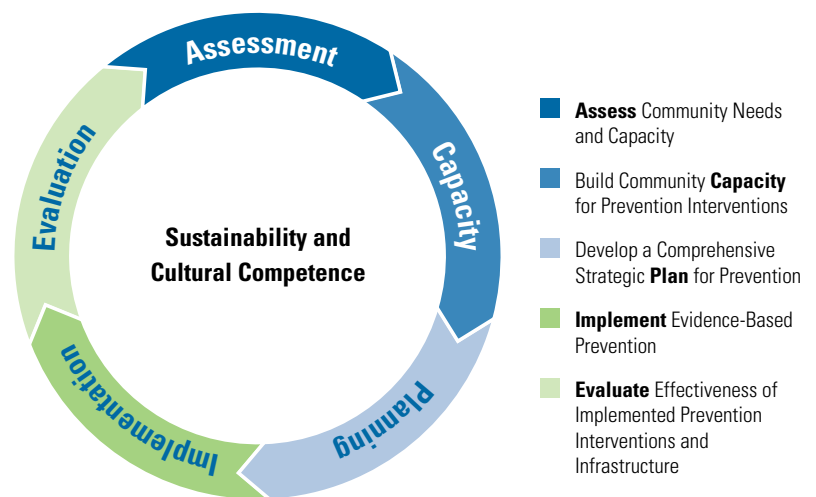 Assessment
Capacity
Planning
Implementation
Evaluation
Sustainability and
Cultural Competence
Assess Community Needs
and Capacity
Build Community Capacity
for Prevention Interventions
Develop a Comprehensive
Strategic Plan for Prevention
Implement Evidence-Based
Prevention
Evaluate Effectiveness of
Implemented Prevention
Interventions and
Infrastructure